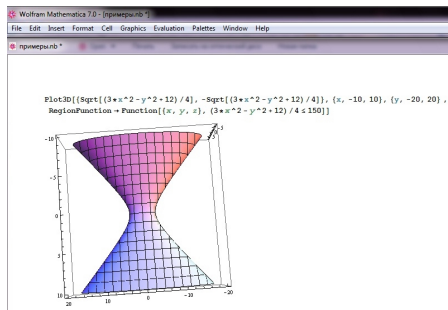 Wolfram Mathematica 7.0 - [примеры.nb *]
File Edit Insert Format Cell Graphics Evaluation Palettes Window Help
примеры.nb *
Plot3D[{Sqrt[(3*x^2-y^2+12)/4], -Sqrt[(3*x^2-y^2+12)/4]}, {x, -10, 10}, {y, -20, 20},
RegionFunction → Function[{x, y, z}, (3*x^2-y^2+12)/4 ≤ 150]]
-10
-5
0
5
10
20
10
0
-10
-20